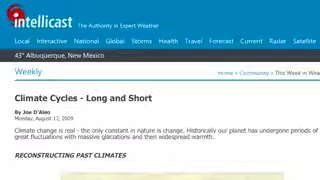 intellicast The Authority in Expert Weather
Local Interactive National Global Storms Health Travel Forecast Current Radar Satellite
43° Albuquerque, New Mexico
Weekly
Home » Community » This Week in Wea
Climate Cycles - Long and Short
By Joe D'Aleo
Monday, August 17, 2009
Climate change is real - the only constant in nature is change. Historically our planet has undergone periods of
great fluctuations with massive glaciations and then widespread warmth.
RECONSTRUCTING PAST CLIMATES